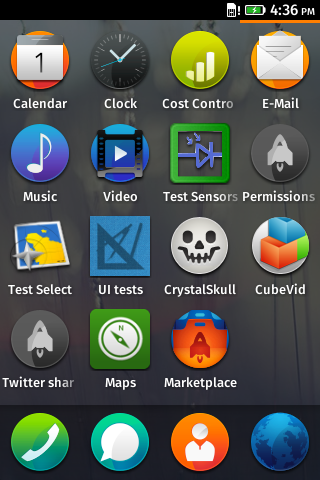 4:36 PM
1
Calendar Clock Cost Contro E-Mail
Music Video Test Sensors Permissions
Test Select UI tests CrystalSkull CubeVid
N
Twitter shar Maps Marketplace